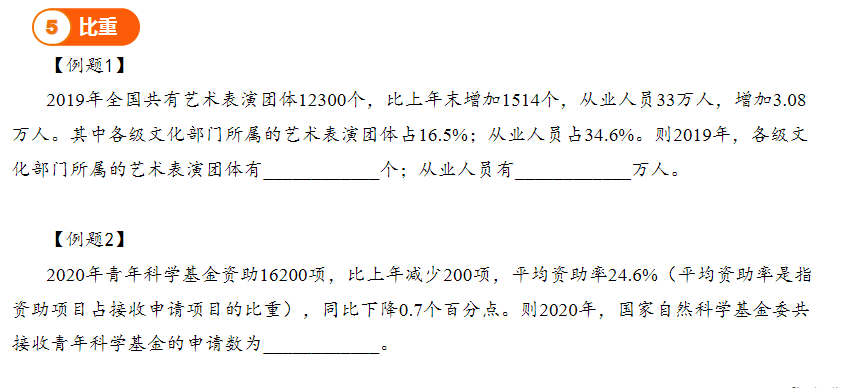 5 比重
【例题1】
2019年全国共有艺术表演团体12300个，比上年末增加1514个，从业人员33万人，增加3.08
万人。其中各级文化部门所属的艺术表演团体占16.5%；从业人员占34.6%。则2019年，各级文
化部门所属的艺术表演团体有____________个；从业人员有____________万人。
【例题2】
2020年青年科学基金资助16200项，比上年减少200项，平均资助率24.6%（平均资助率是指
资助项目占接收申请项目的比重），同比下降0.7个百分点。则2020年，国家自然科学基金委共
接收青年科学基金的申请数为____________。